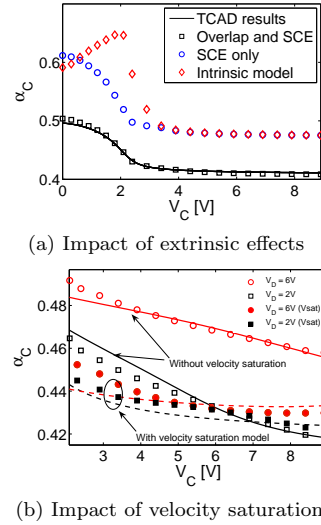 TCAD results
Overlap and SCE
SCE only
Intrinsic model
0.6
0.5
0.4
α_C
0 2 4 6 8
V_C [V]
(a) Impact of extrinsic effects
V_D = 6V
V_D = 2V
V_D = 6V (Vsat)
V_D = 2V (Vsat)
0.48
0.46
0.44
0.42
α_C
Without velocity saturation
With velocity saturation model
3 4 5 6 7 8
V_C [V]
(b) Impact of velocity saturation